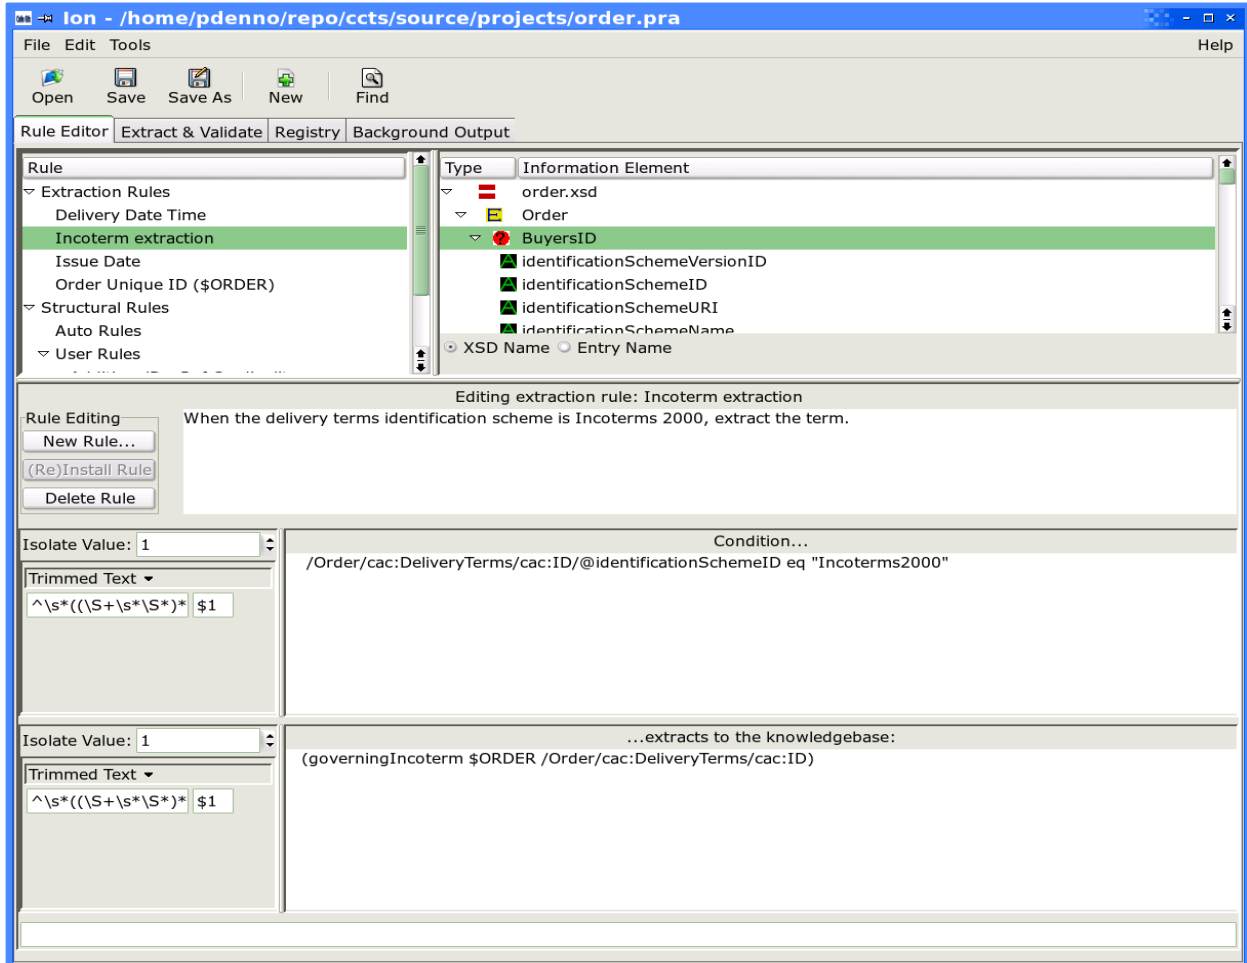 Ion - /home/pdenno/repo/ccts/source/projects/order.pra
File Edit Tools Help
Open Save Save As New Find
Rule Editor Extract & Validate Registry Background Output
Rule
Extraction Rules
Delivery Date Time
Incoterm extraction
Issue Date
Order Unique ID ($ORDER)
Structural Rules
Auto Rules
User Rules
Type Information Element
order.xsd
E Order
? BuyersID
A identificationSchemeVersionID
A identificationSchemeID
A identificationSchemeURI
A identificationSchemeName
XSD Name Entry Name
Editing extraction rule: Incoterm extraction
Rule Editing
New Rule...
(Re)Install Rule
Delete Rule
When the delivery terms identification scheme is Incoterms 2000, extract the term.
Isolate Value: 1
Trimmed Text
^\s*((\S+\s*\S*)* $1
Condition...
/Order/cac:DeliveryTerms/cac:ID/@identificationSchemeID eq "Incoterms2000"
Isolate Value: 1
Trimmed Text
^\s*((\S+\s*\S*)* $1
...extracts to the knowledgebase:
(governingIncoterm $ORDER /Order/cac:DeliveryTerms/cac:ID)